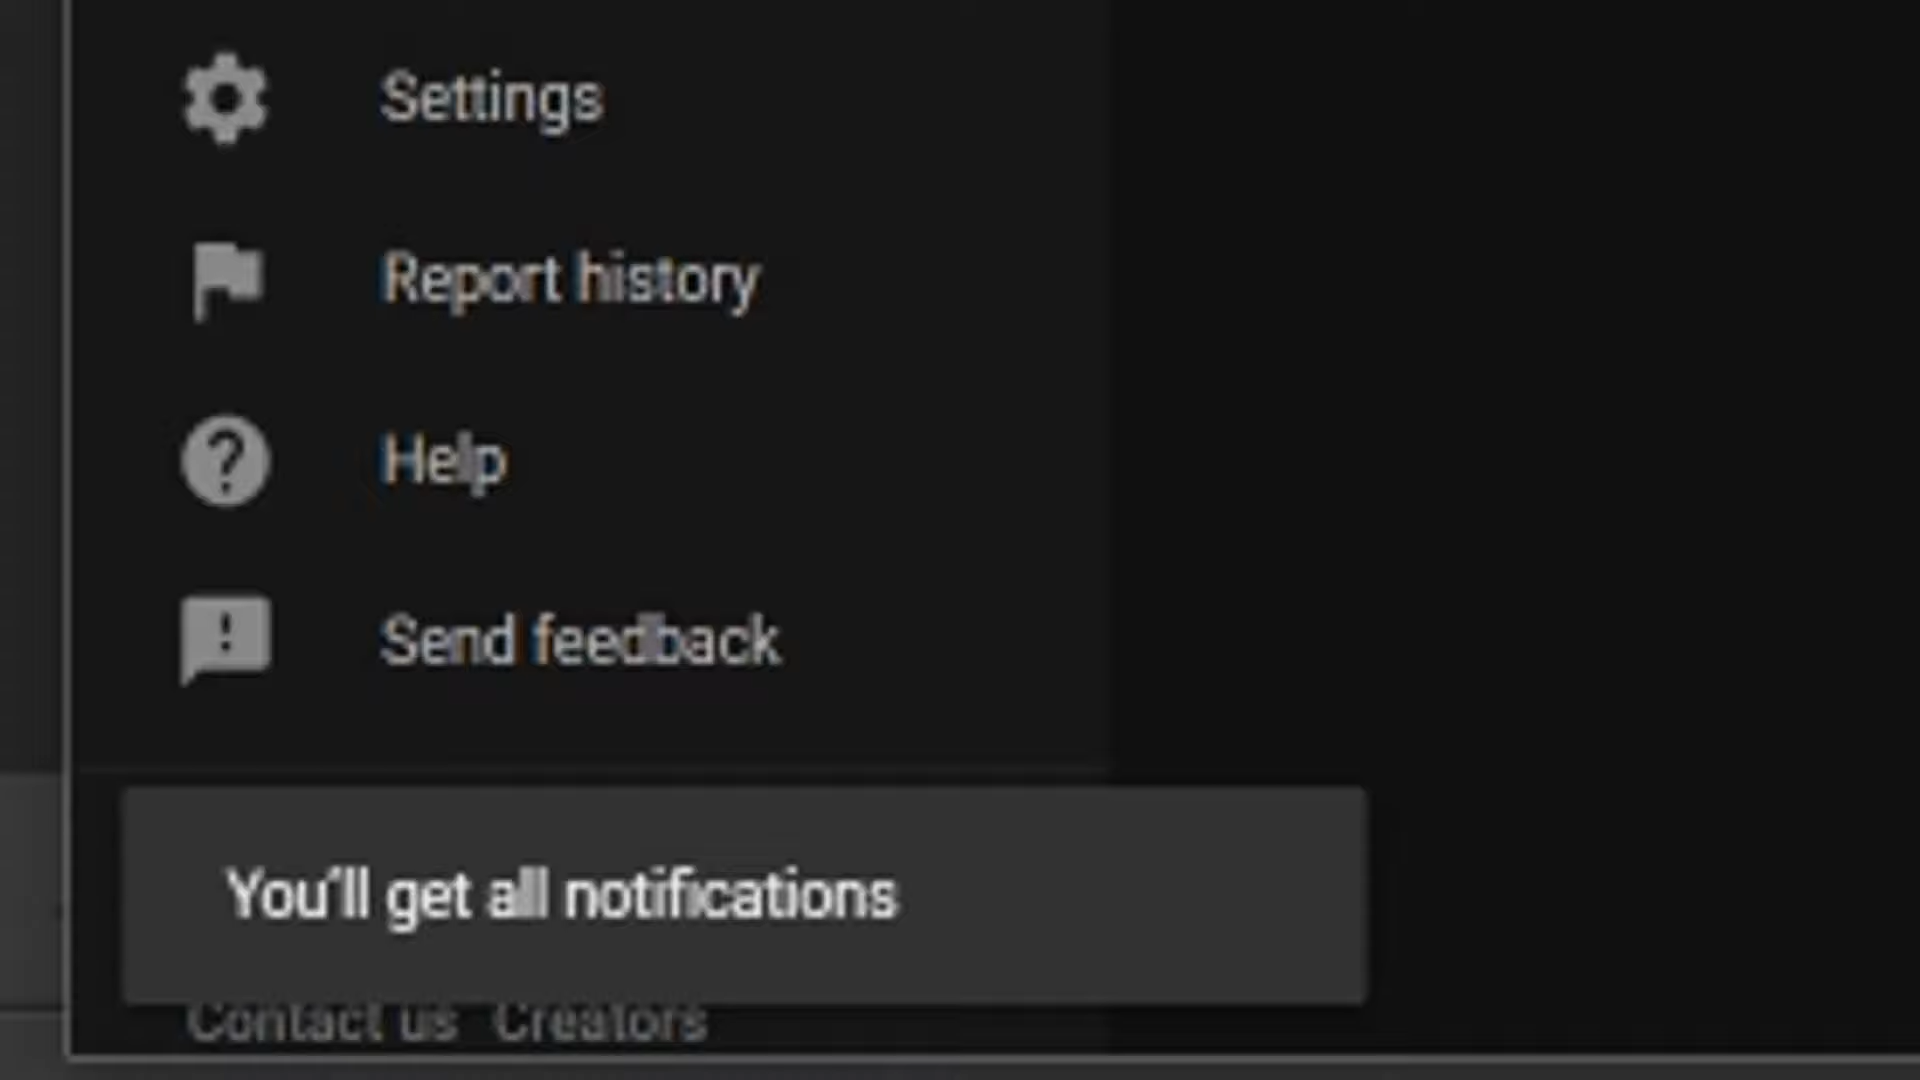 Settings
Report history
Help
Send feedback
You'll get all notifications
Contact us Creators